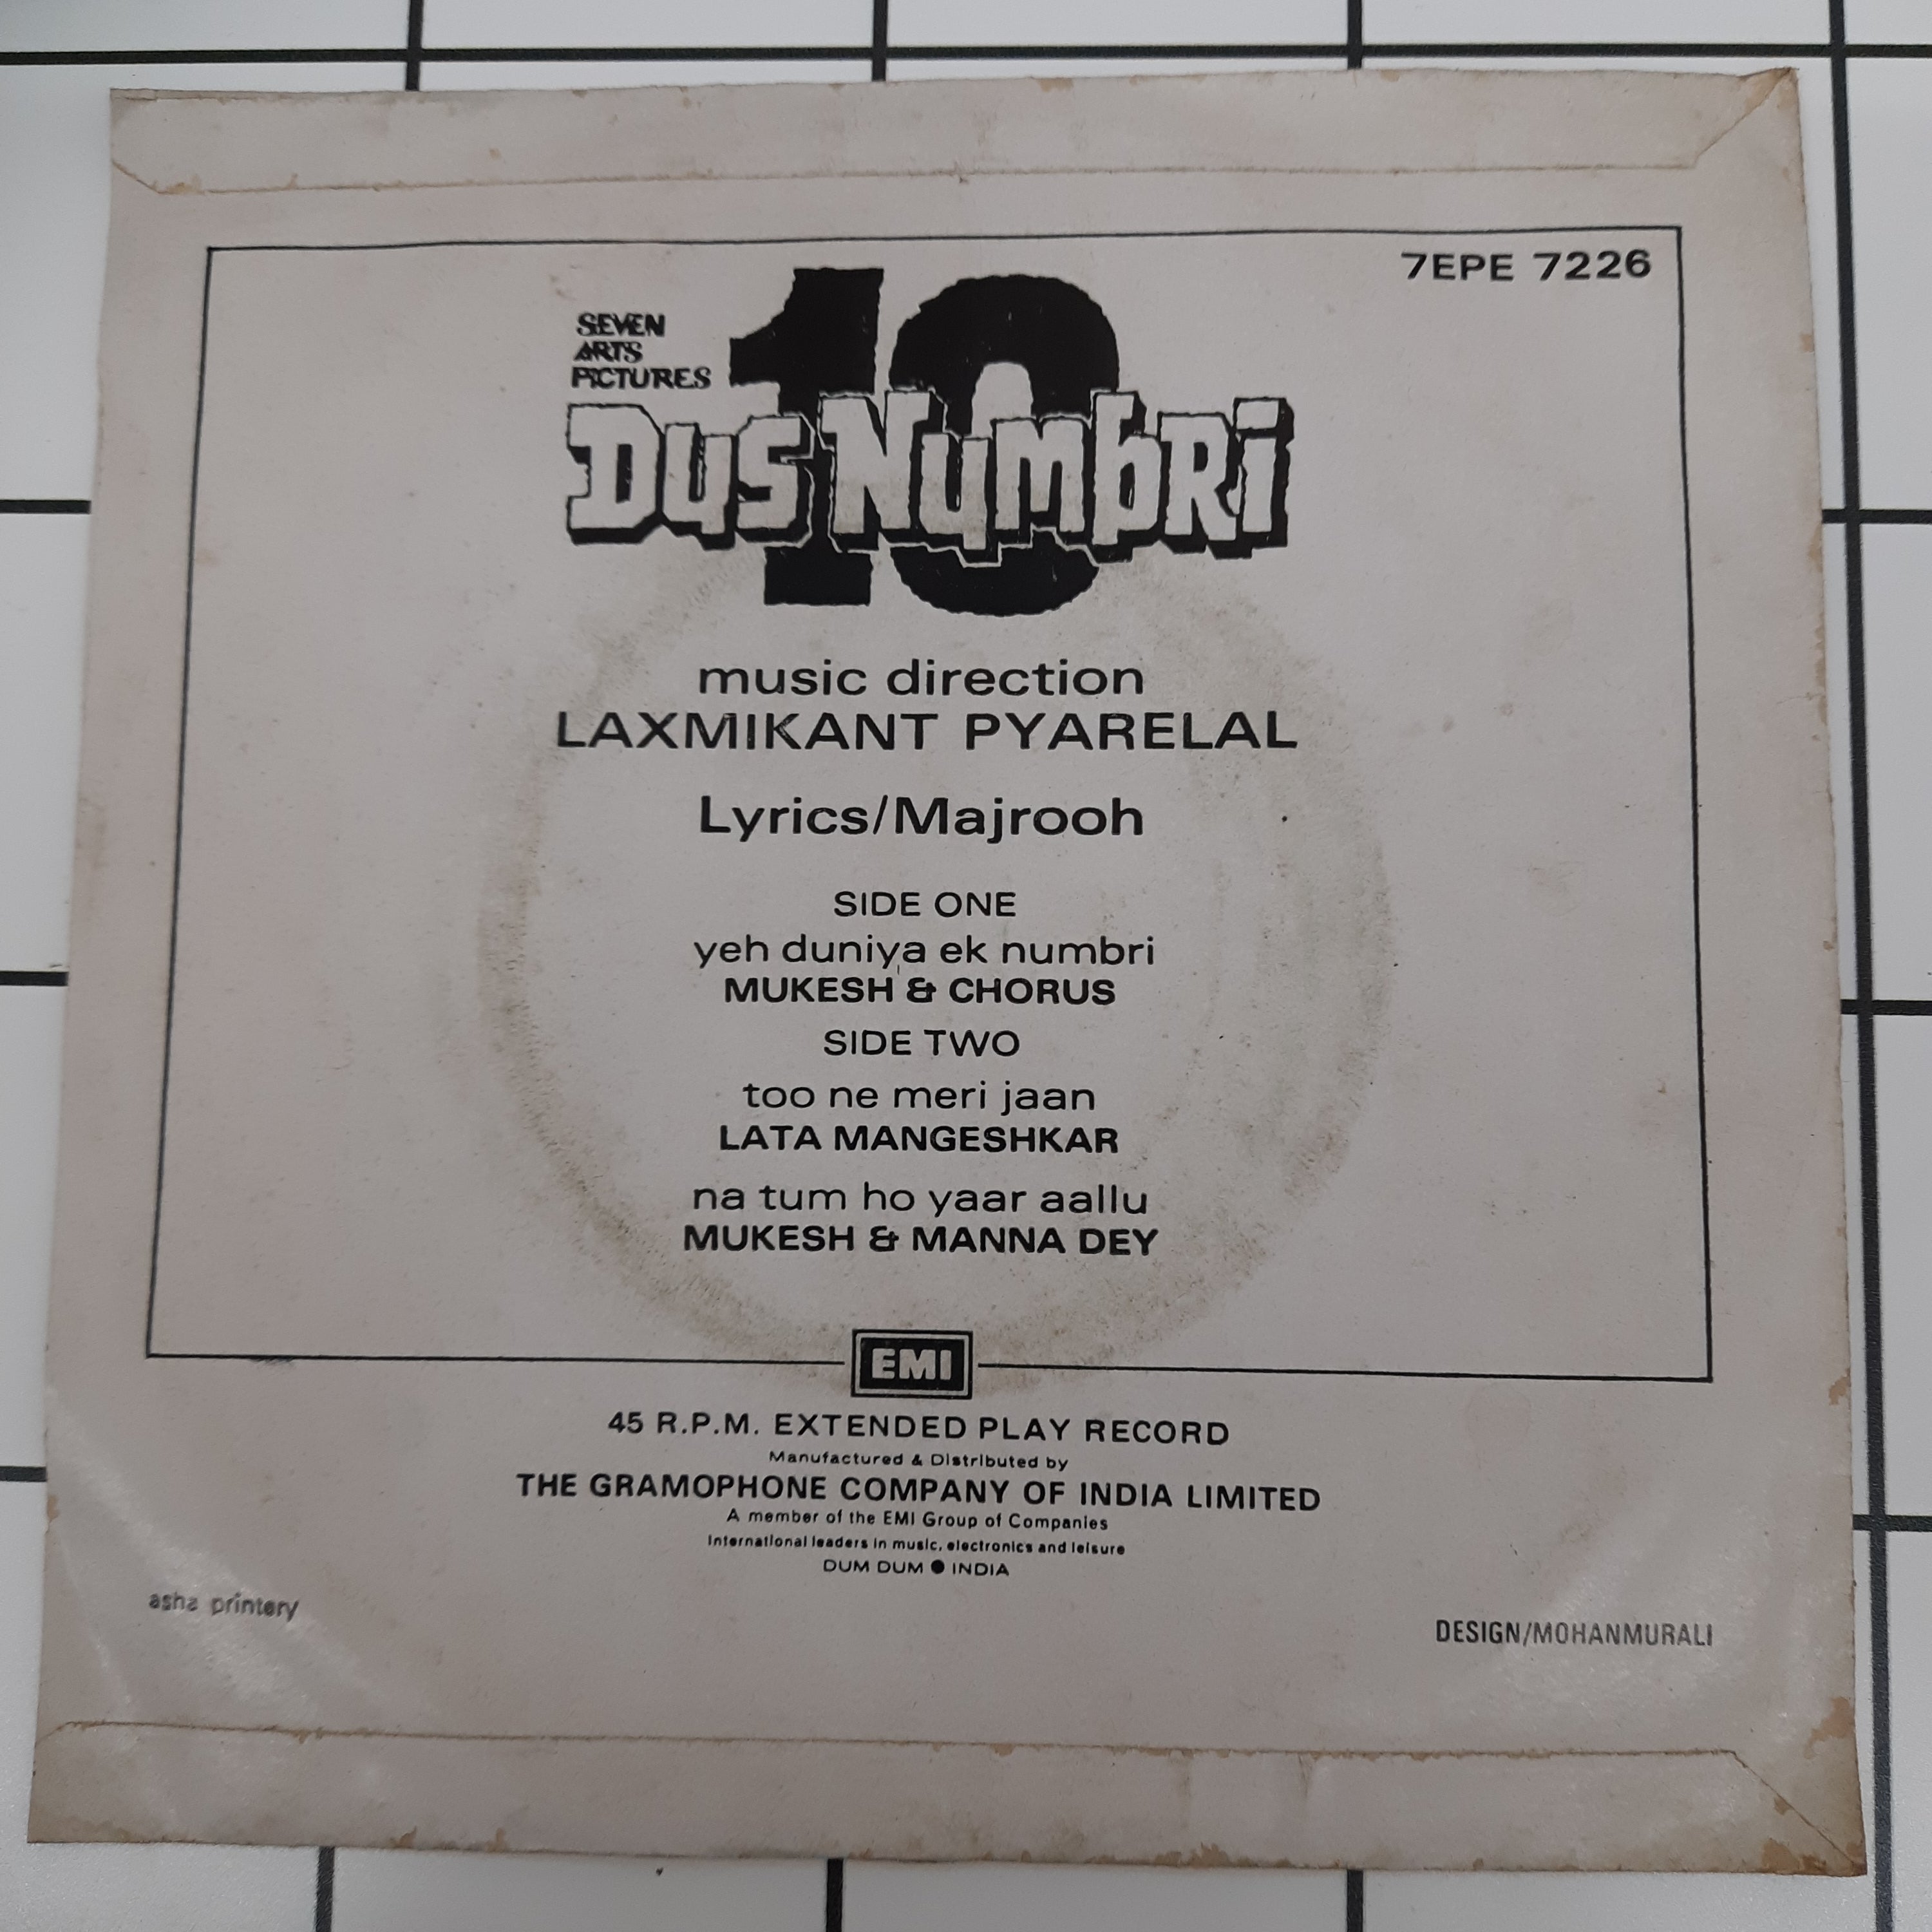 7EPE 7226
SEVEN
ARTS
PICTURES
10
Dus Numbri
music direction
LAXMIKANT PYARELAL
Lyrics/Majrooh
SIDE ONE
yeh duniya ek numbri
MUKESH & CHORUS
SIDE TWO
too ne meri jaan
LATA MANGESHKAR
na tum ho yaar aallu
MUKESH & MANNA DEY
EMI
45 R.P.M. EXTENDED PLAY RECORD
Manufactured & Distributed by
THE GRAMOPHONE COMPANY OF INDIA LIMITED
A member of the EMI Group of Companies
International leaders in music, electronics and leisure
DUM DUM ● INDIA
asha printery
DESIGN/MOHANMURALI